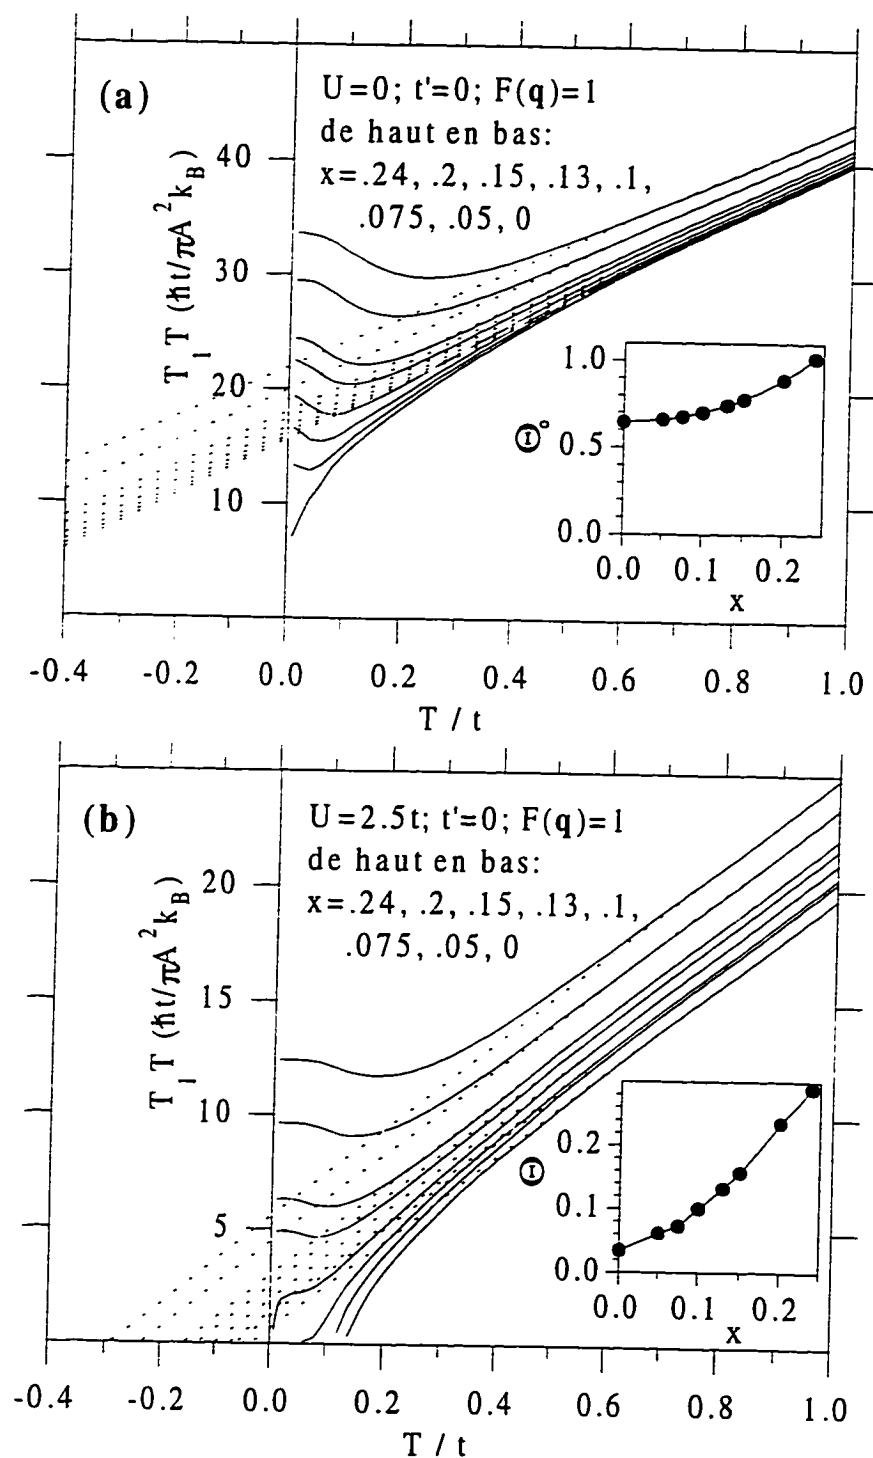 (a)
U=0; t'=0; F(q)=1
de haut en bas:
x=.24, .2, .15, .13, .1,
.075, .05, 0
T₁T (ħt/πA²k_B)
40
30
20
10
1.0
0.5
0.0
Θ°
0.0 0.1 0.2
x
-0.4 -0.2 0.0 0.2 0.4 0.6 0.8 1.0
T / t
(b)
U=2.5t; t'=0; F(q)=1
de haut en bas:
x=.24, .2, .15, .13, .1,
.075, .05, 0
T₁T (ħt/πA²k_B)
20
15
10
5
0.2
0.1
0.0
Θ
0.0 0.1 0.2
x
-0.4 -0.2 0.0 0.2 0.4 0.6 0.8 1.0
T / t